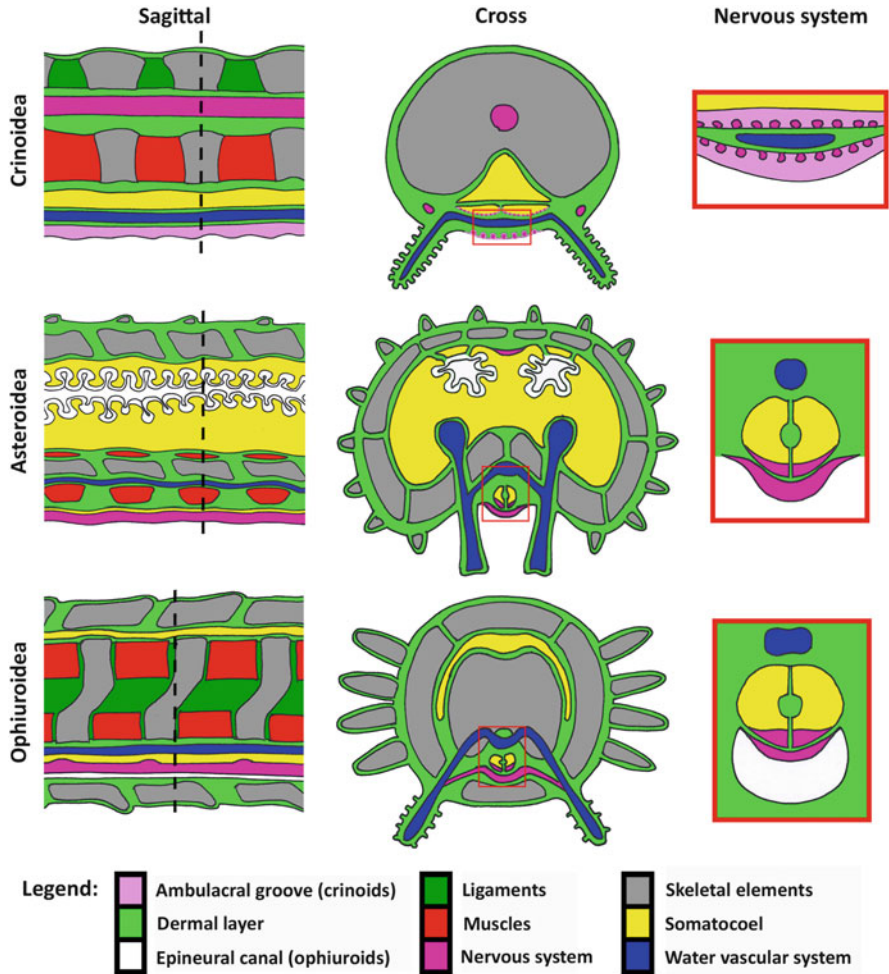 Sagittal Cross Nervous system
Crinoidea
Asteroidea
Ophiuroidea
Legend:
Ambulacral groove (crinoids) Ligaments Skeletal elements
Dermal layer Muscles Somatocoel
Epineural canal (ophiuroids) Nervous system Water vascular system